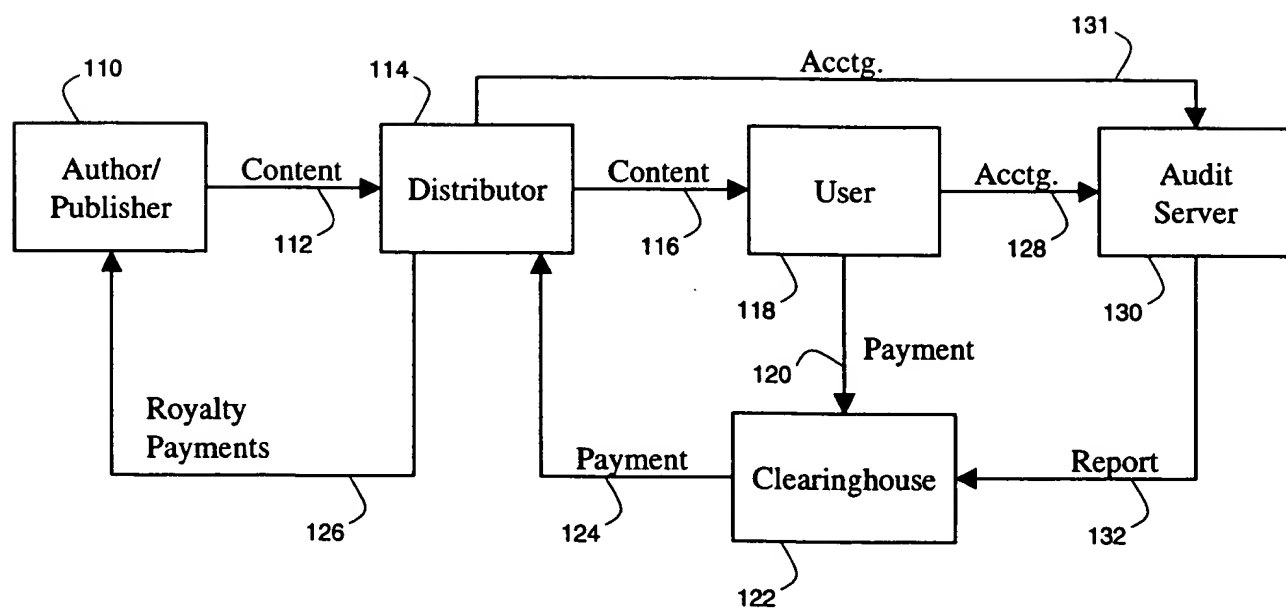 131
Acctg.
110
114
Author/
Publisher
Content
112
Distributor
Content
116
User
118
Acctg.
128
Audit
Server
130
120
Payment
Royalty
Payments
126
Payment
124
Clearinghouse
122
Report
132